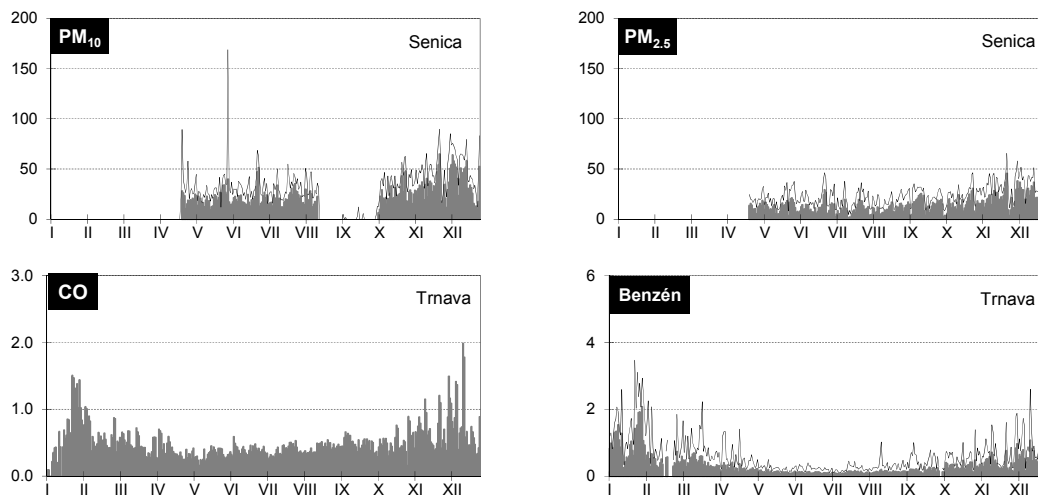 200
PM10
Senica
150
100
50
0
I II III IV V VI VII VIII IX X XI XII
200
PM2.5
Senica
150
100
50
0
I II III IV V VI VII VIII IX X XI XII
3.0
CO
Trnava
2.0
1.0
0.0
I II III IV V VI VII VIII IX X XI XII
6
Benzén
Trnava
4
2
0
I II III IV V VI VII VIII IX X XI XII